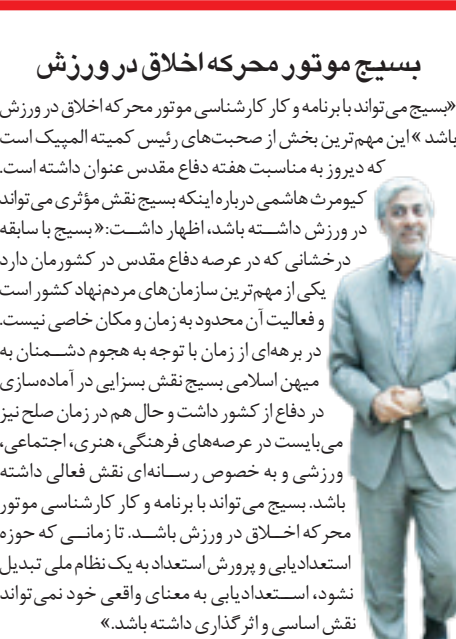 بسیج موتور محرکه اخلاق در ورزش
«بسیج می‌تواند با برنامه و کار کارشناسی موتور محرکه اخلاق در ورزش
باشد» این مهم‌ترین بخش از صحبت‌های رئیس کمیته المپیک است
که دیروز به مناسبت هفته دفاع مقدس عنوان داشته است.
کیومرث هاشمی درباره اینکه بسیج نقش مؤثری می‌تواند
در ورزش داشــته باشد، اظهار داشــت:«بسیج با سابقه
درخشانی که در عرصه دفاع مقدس در کشورمان دارد
یکی از مهم‌ترین سازمان‌های مردم‌نهاد کشور است
و فعالیت آن محدود به زمان و مکان خاصی نیست.
در برهه‌ای از زمان با توجه به هجوم دشــمنان به
میهن اسلامی بسیج نقش بسزایی در آماده‌سازی
در دفاع از کشور داشت و حال هم در زمان صلح نیز
می‌بایست در عرصه‌های فرهنگی، هنری، اجتماعی،
ورزشی و به خصوص رســانه‌ای نقش فعالی داشته
باشد. بسیج می‌تواند با برنامه و کار کارشناسی موتور
محرکه اخــلاق در ورزش باشــد. تا زمانــی که حوزه
استعدادیابی و پرورش استعداد به یک نظام ملی تبدیل
نشود، اســتعدادیابی به معنای واقعی خود نمی‌تواند
نقش اساسی و اثرگذاری داشته باشد.»